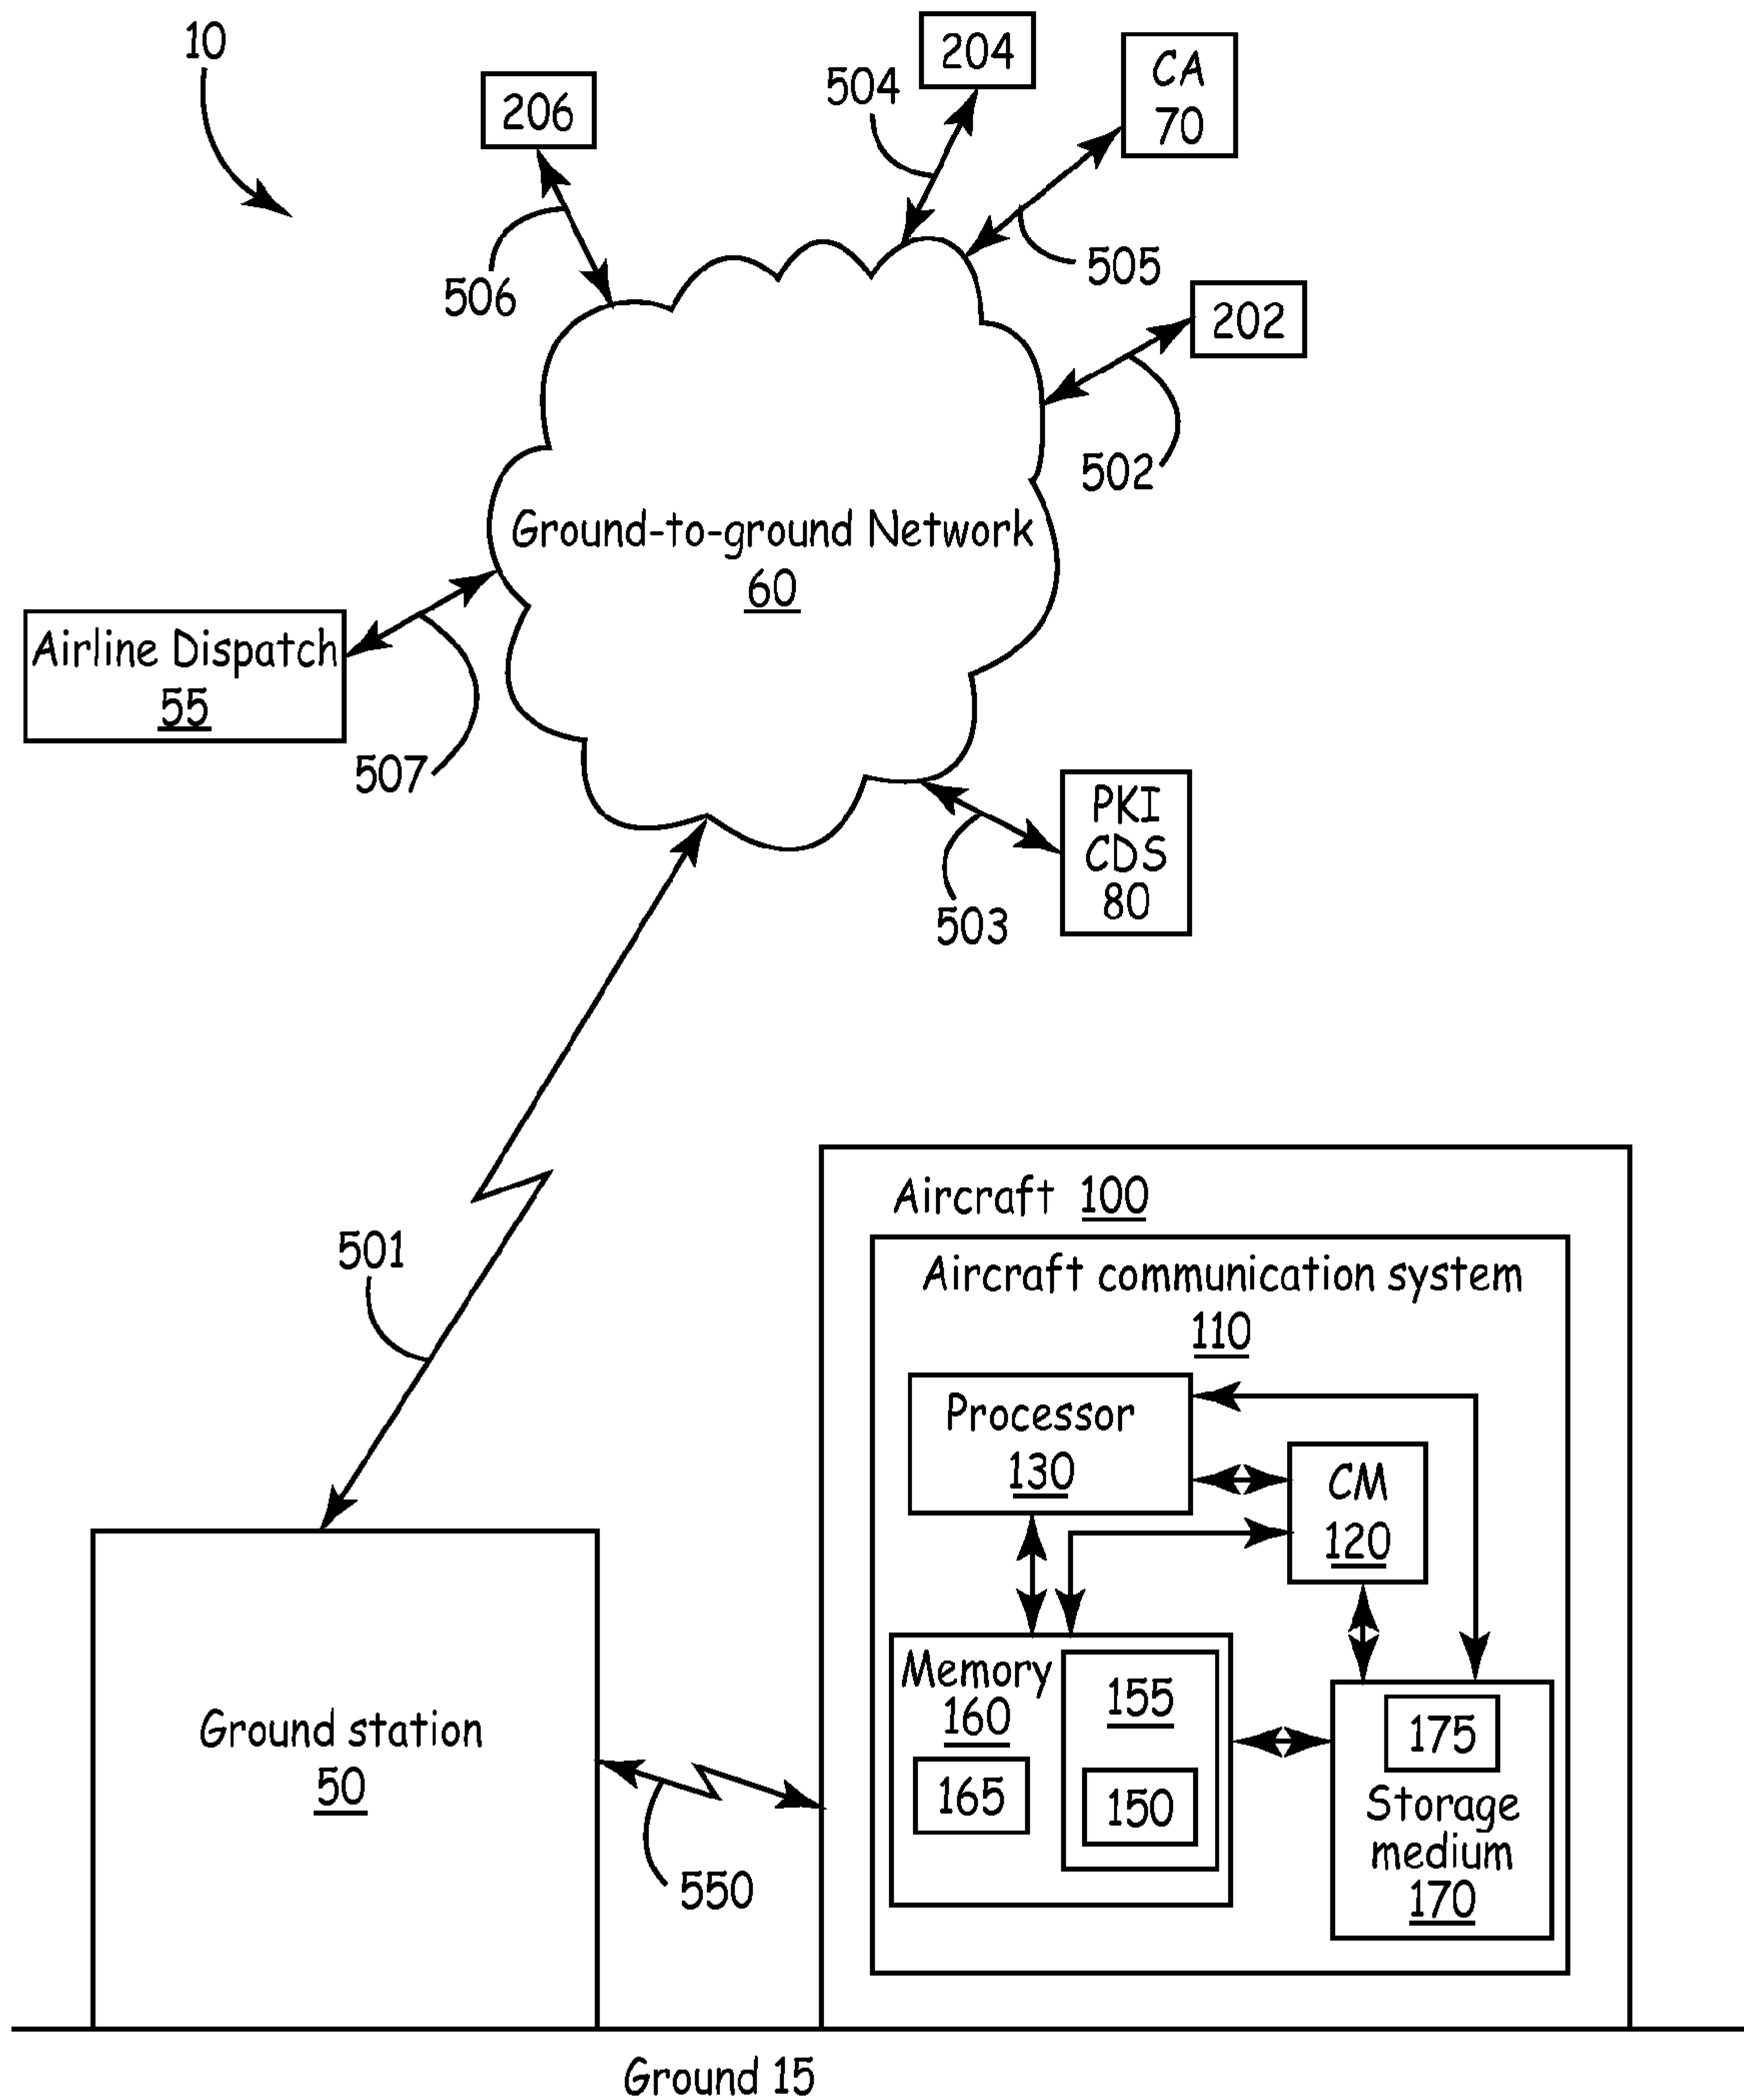 10
204
CA
70
504
206
505
506
202
502
Ground-to-ground Network
60
Airline Dispatch
55
507
PKI
CDS
80
503
Aircraft 100
501
Aircraft communication system
110
Processor
130
CM
120
Memory
160
155
165
150
175
Storage
medium
170
Ground station
50
550
Ground 15